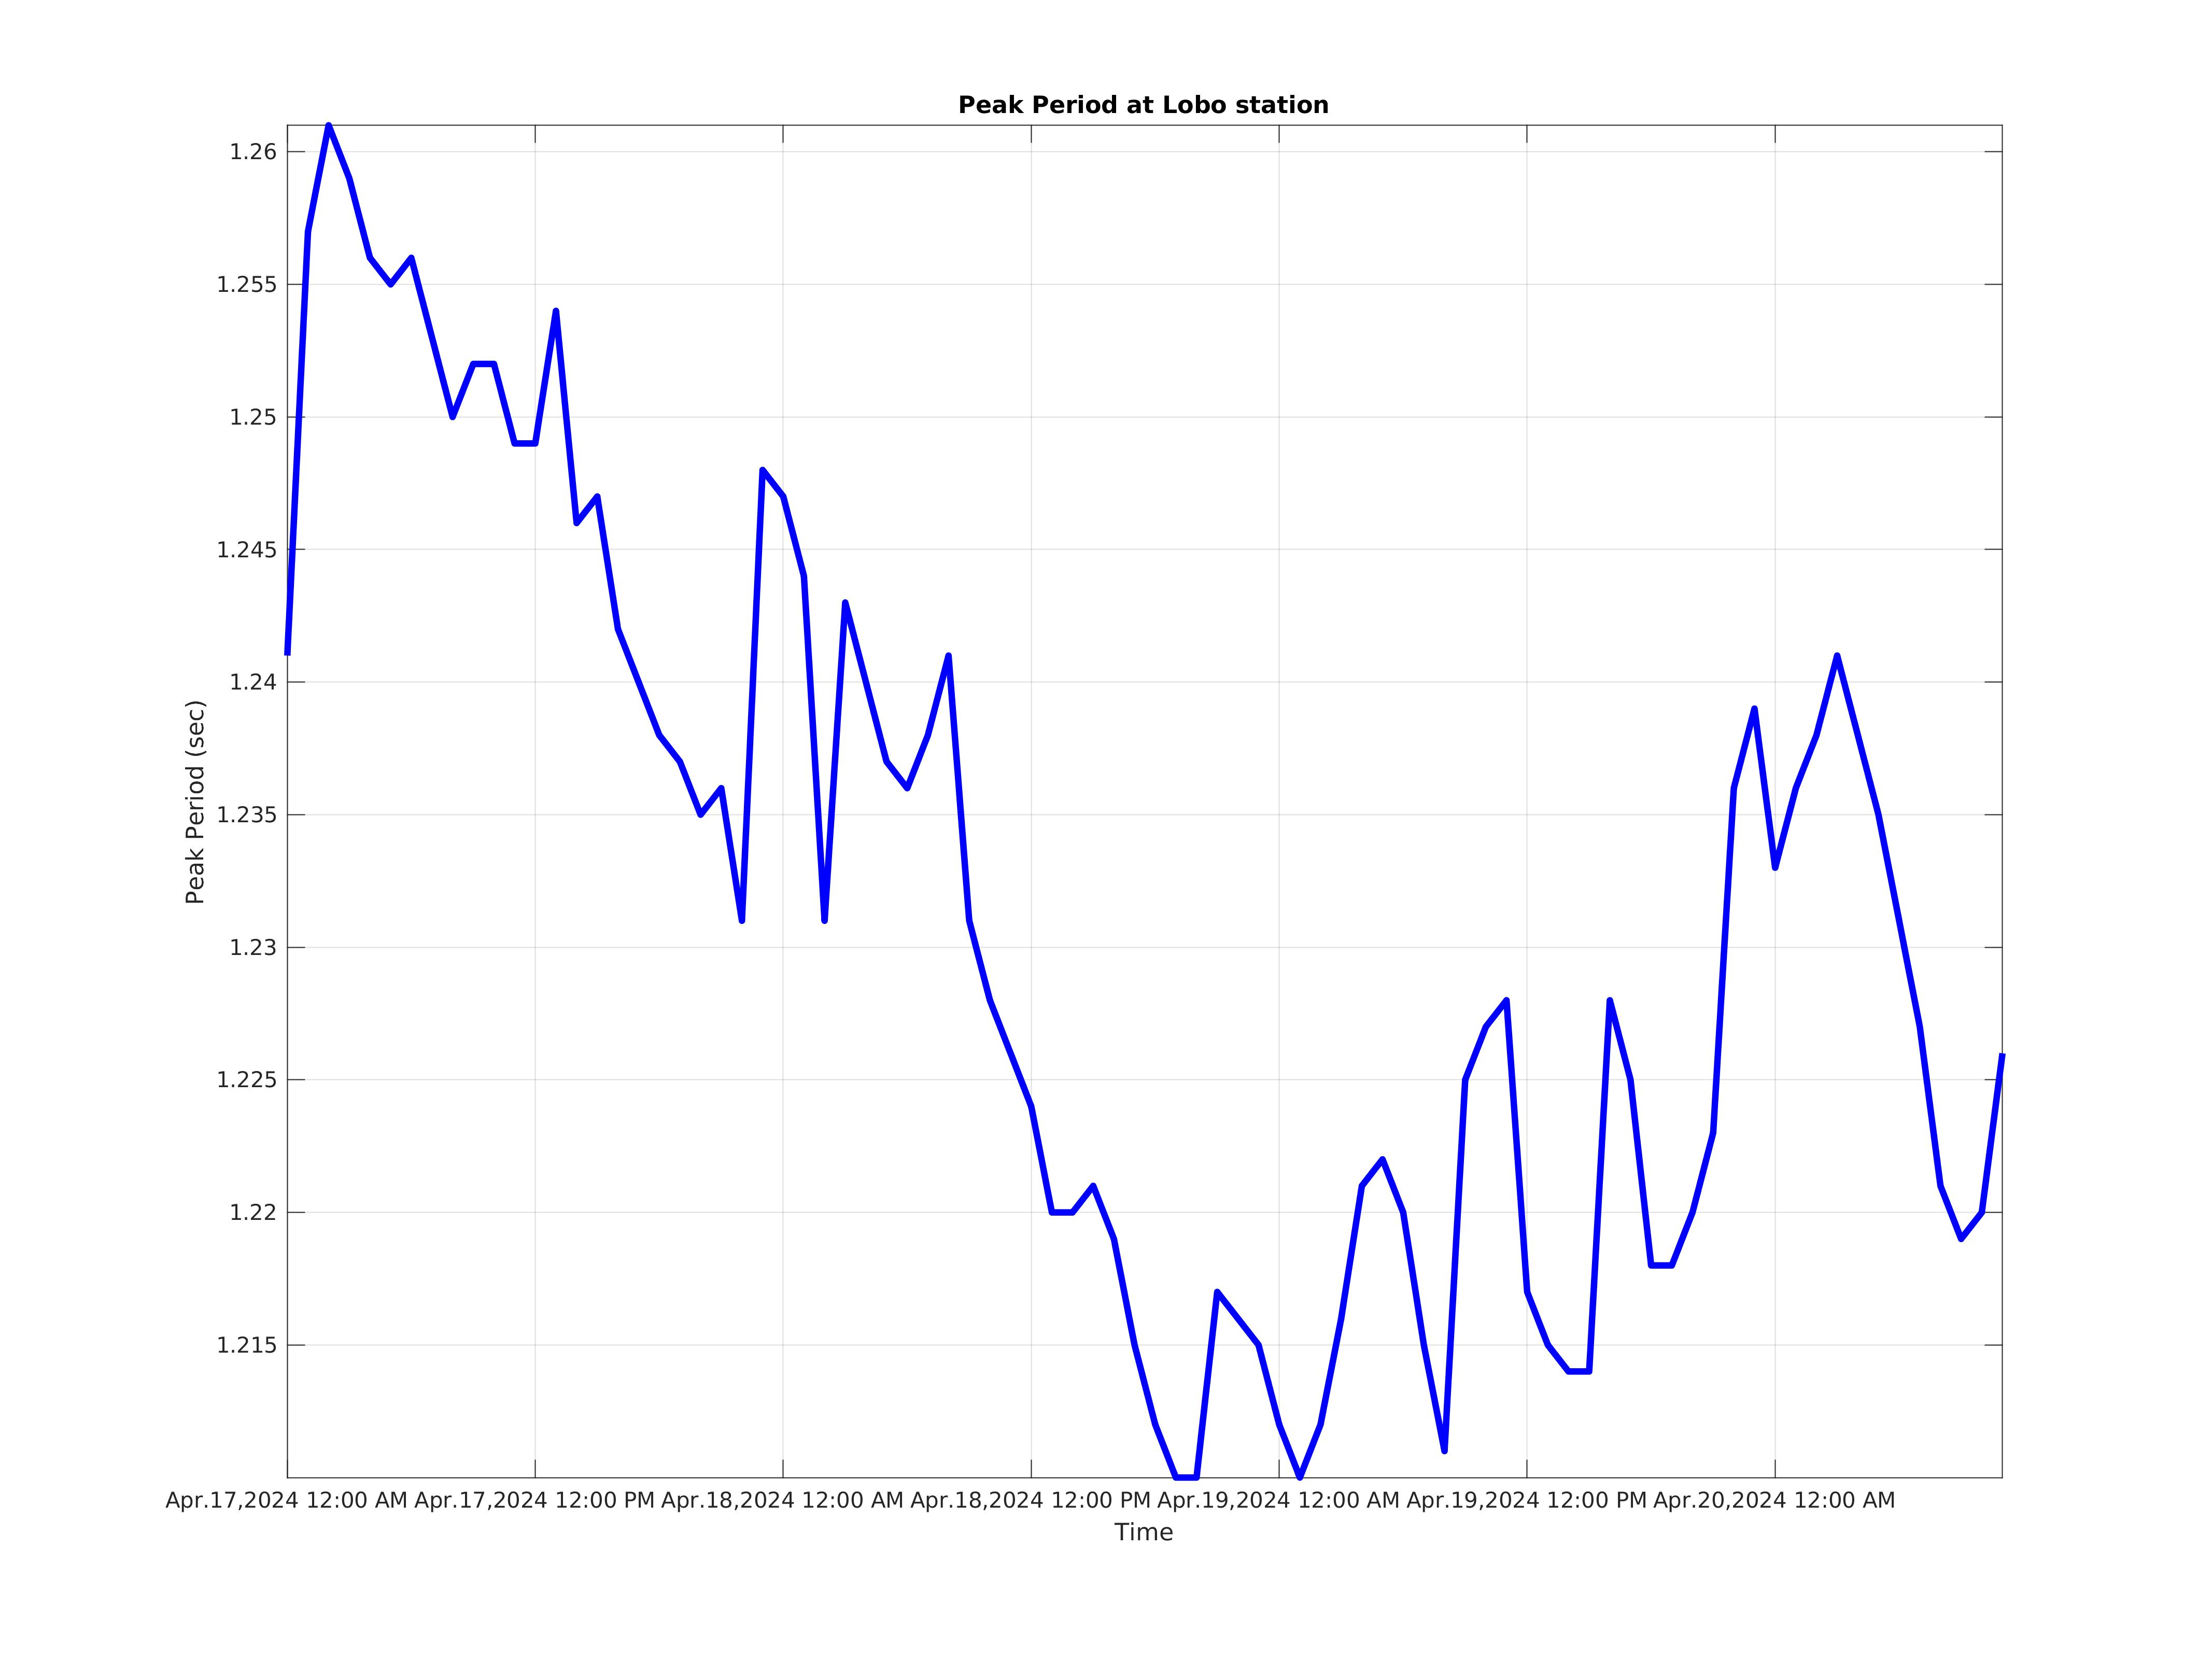 Peak Period at Lobo station
1.26
1.255
1.25
1.245
1.24
1.235
1.23
1.225
1.22
1.215
Peak Period (sec)
Apr.17,2024 12:00 AM Apr.17,2024 12:00 PM Apr.18,2024 12:00 AM Apr.18,2024 12:00 PM Apr.19,2024 12:00 AM Apr.19,2024 12:00 PM Apr.20,2024 12:00 AM
Time